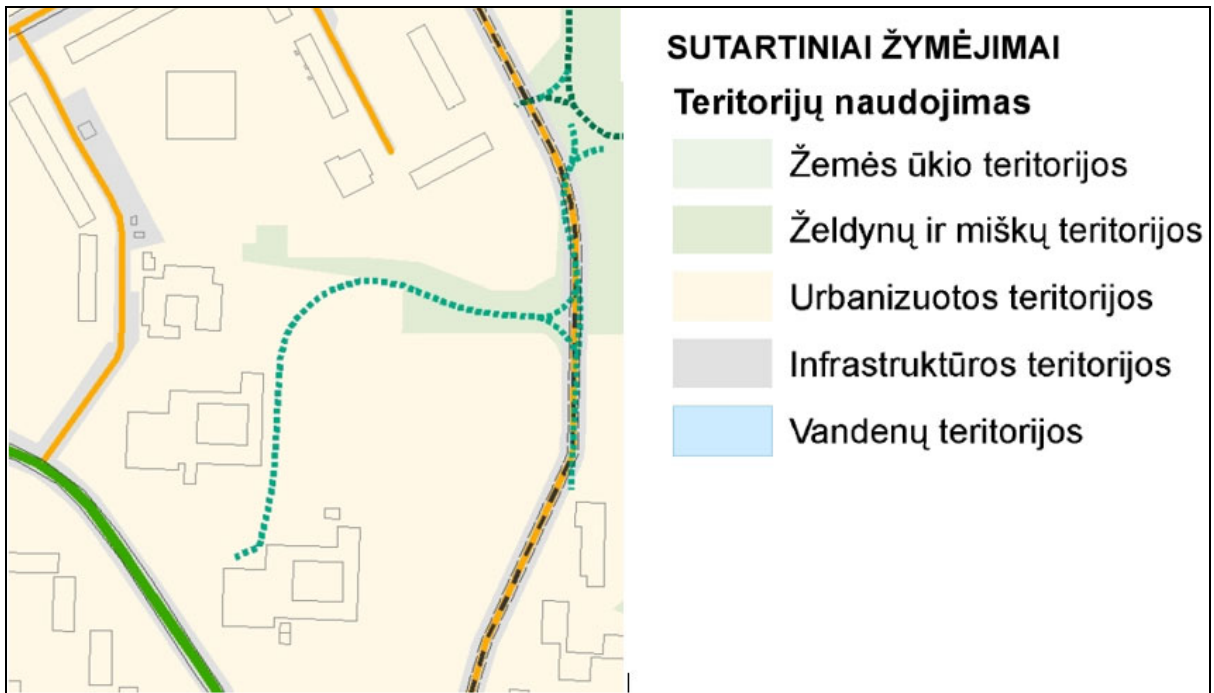 SUTARTINIAI ŽYMĖJIMAI
Teritorijų naudojimas
Žemės ūkio teritorijos
Želdynų ir miškų teritorijos
Urbanizuotos teritorijos
Infrastruktūros teritorijos
Vandenų teritorijos